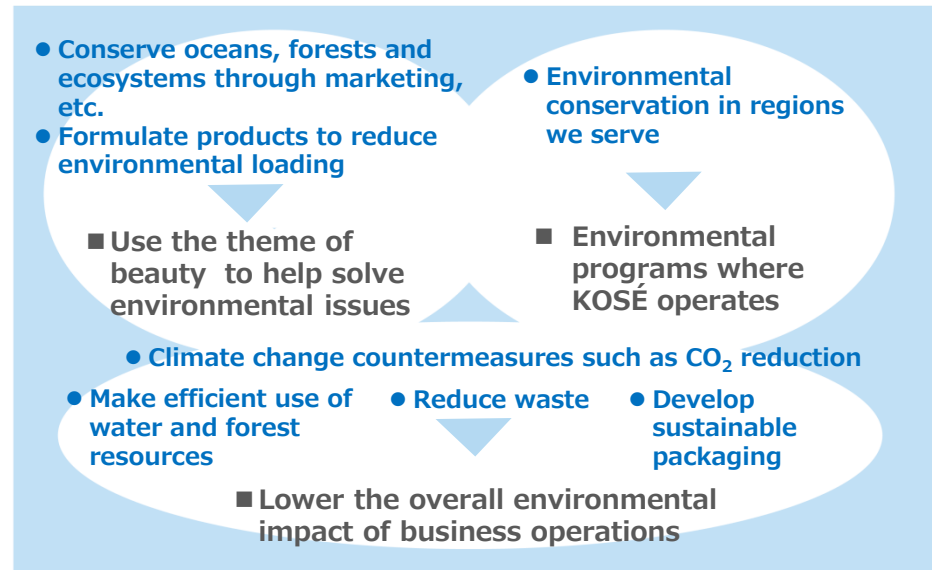 ● Conserve oceans, forests and
ecosystems through marketing,
etc.
● Formulate products to reduce
environmental loading
■ Use the theme of
beauty to help solve
environmental issues
● Environmental
conservation in regions
we serve
■ Environmental
programs where
KOSÉ operates
● Climate change countermeasures such as CO₂ reduction
● Make efficient use of
water and forest
resources
● Reduce waste
● Develop
sustainable
packaging
■ Lower the overall environmental
impact of business operations